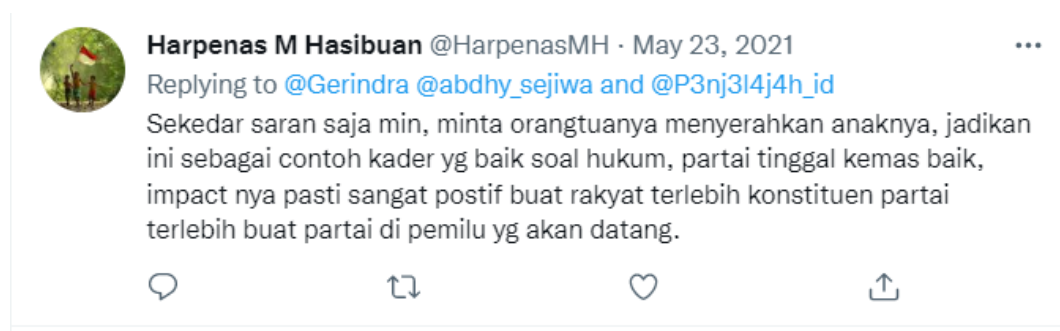 Harpenas M Hasibuan @HarpenasMH · May 23, 2021
Replying to @Gerindra @abdhy_sejiwa and @P3nj3l4j4h_id
Sekedar saran saja min, minta orangtuanya menyerahkan anaknya, jadikan
ini sebagai contoh kader yg baik soal hukum, partai tinggal kemas baik,
impact nya pasti sangat postif buat rakyat terlebih konstituen partai
terlebih buat partai di pemilu yg akan datang.